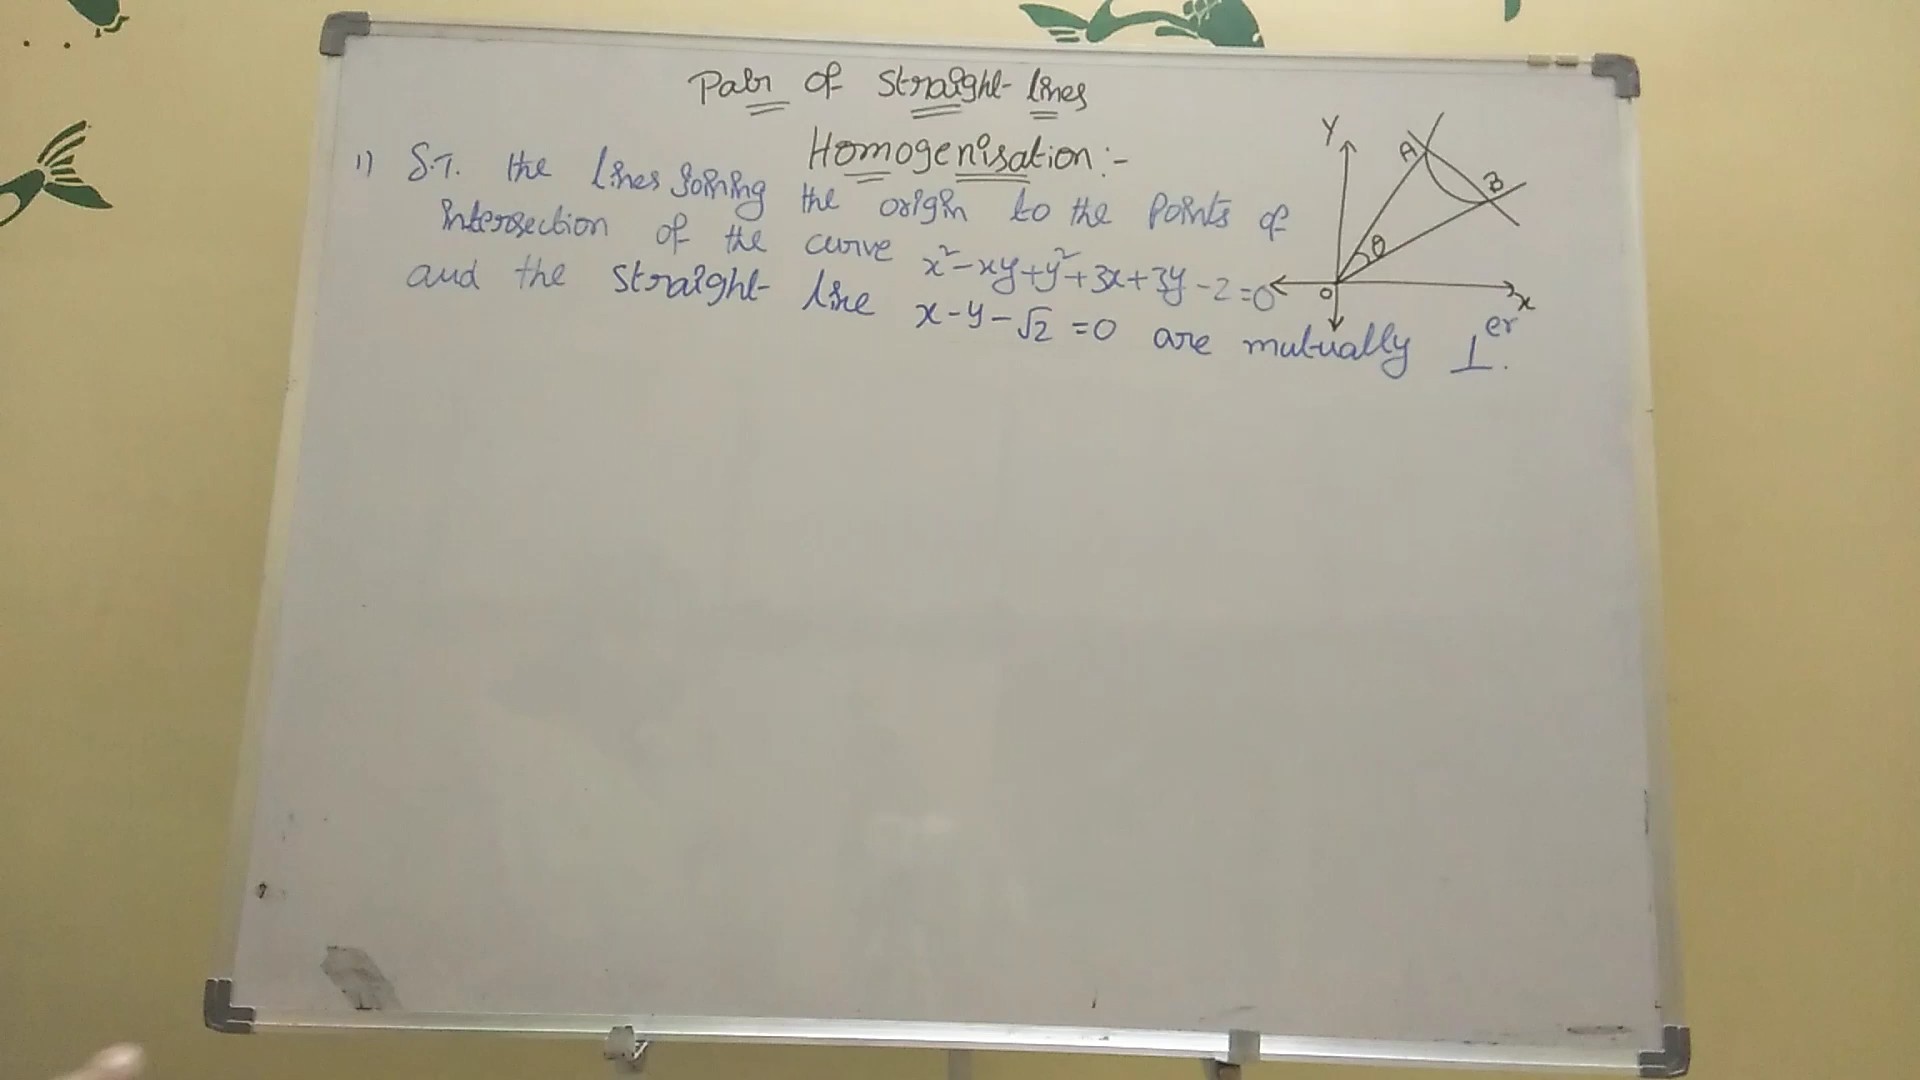 Pair of straight lines
Homogenisation :-
1) S.T. the lines joining the origin to the points of
intersection of the curve x²-xy+y²+3x+3y-2=0
and the straight line x-y-√2 =0 are mutually ⊥er.
Y
A
B
θ
O
x